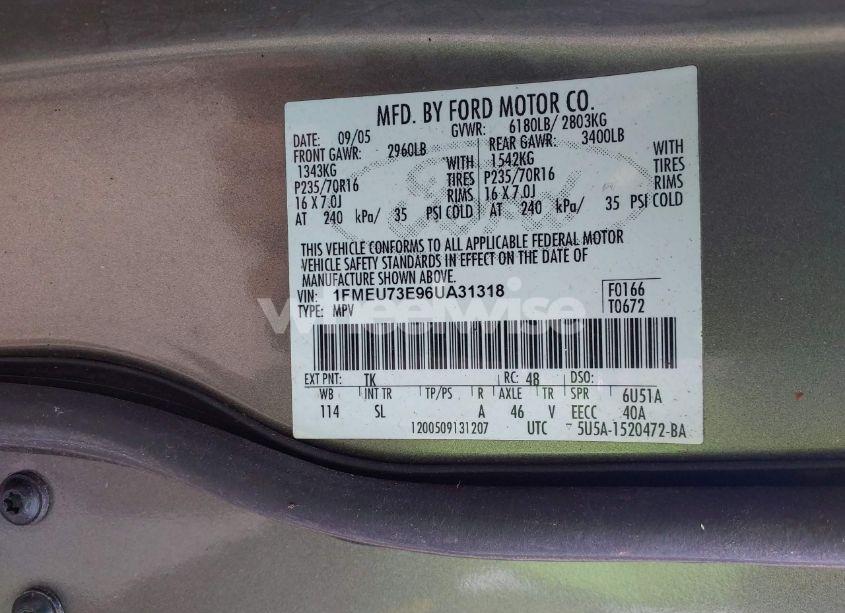 MFD. BY FORD MOTOR CO.
DATE: 09/05 GVWR: 6180LB/ 2803KG
FRONT GAWR: 2960LB REAR GAWR: 3400LB
1343KG WITH 1542KG WITH
P235/70R16 TIRES P235/70R16 TIRES
16 X 7.0J RIMS 16 X 7.0J RIMS
AT 240 kPa/ 35 PSI COLD AT 240 kPa/ 35 PSI COLD
THIS VEHICLE CONFORMS TO ALL APPLICABLE FEDERAL MOTOR
VEHICLE SAFETY STANDARDS IN EFFECT ON THE DATE OF
MANUFACTURE SHOWN ABOVE.
VIN: 1FMEU73E96UA31318 F0166
TYPE: MPV T0672
wheelwise
EXT PNT: TK RC: 48 DSO:
WB INT TR TP/PS R AXLE TR SPR 6U51A
114 SL A 46 V EECC 40A
1200509131207 UTC 5U5A-1520472-BA
Ford